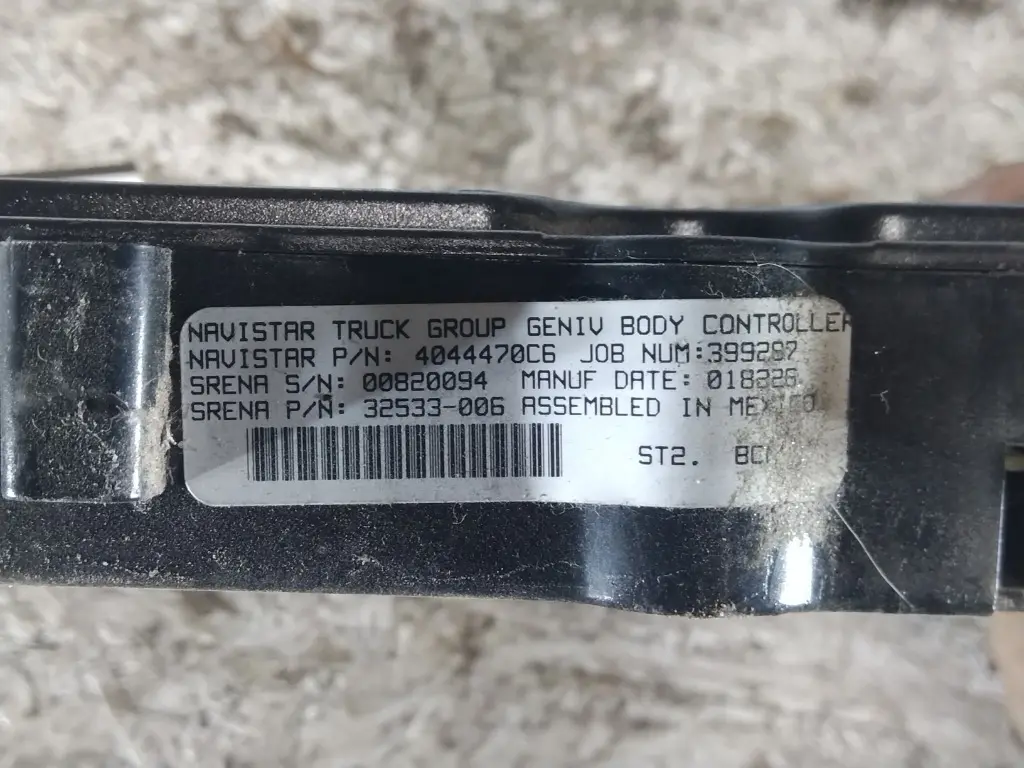 NAVISTAR TRUCK GROUP GENIV BODY CONTROLLER
NAVISTAR P/N: 4044470C6 JOB NUM:399287
SRENA S/N: 00820094 MANUF DATE:
SRENA P/N: 32533-006 ASSEMBLED IN MEXICO
ST2.